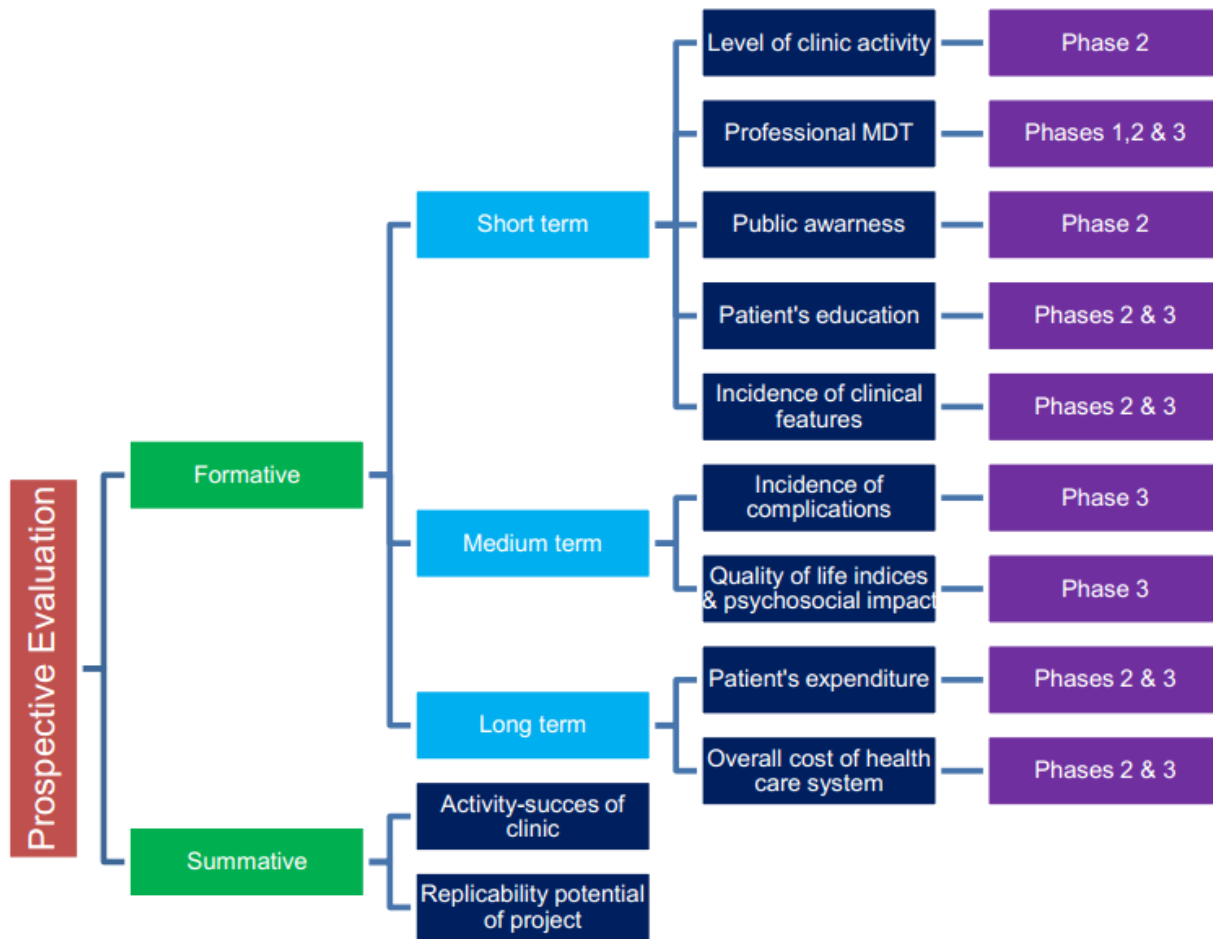 Prospective Evaluation
Formative
Short term
Level of clinic activity
Phase 2
Professional MDT
Phases 1,2 & 3
Public awarness
Phase 2
Patient's education
Phases 2 & 3
Incidence of clinical
features
Phases 2 & 3
Medium term
Incidence of
complications
Phase 3
Quality of life indices
& psychosocial impact
Phase 3
Long term
Patient's expenditure
Phases 2 & 3
Overall cost of health
care system
Phases 2 & 3
Summative
Activity-succes of
clinic
Replicability potential
of project